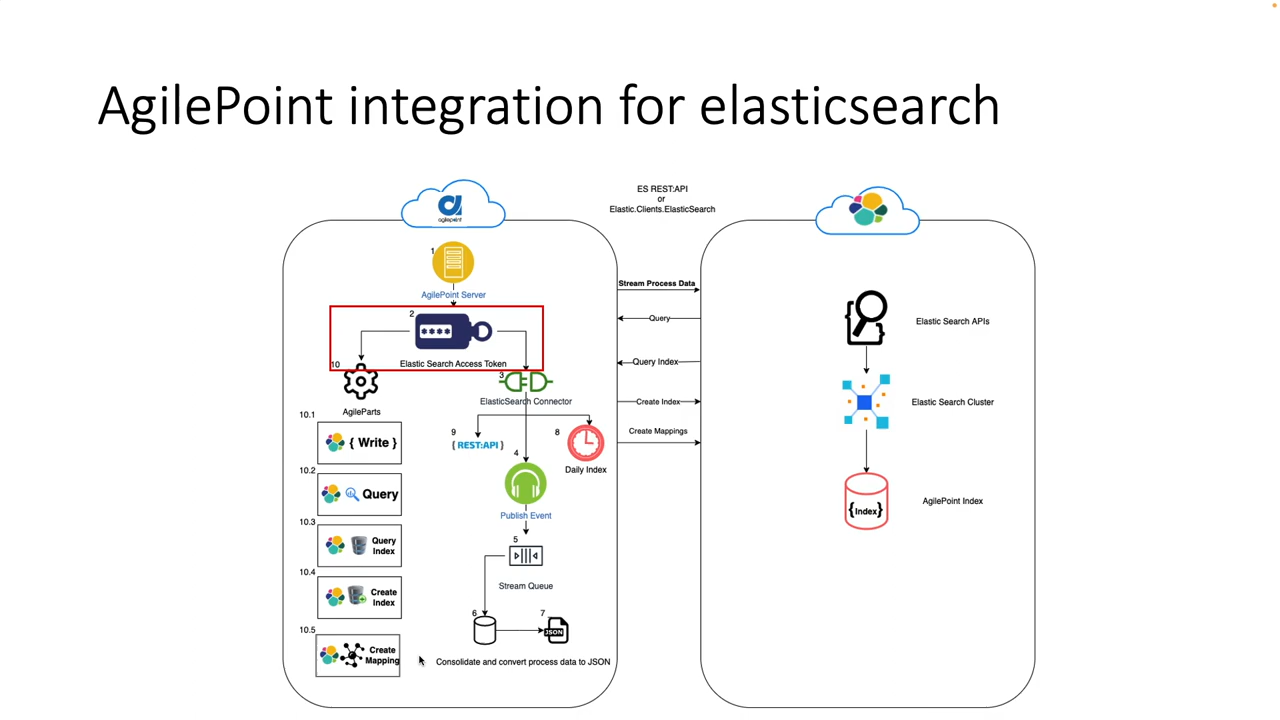 AgilePoint integration for elasticsearch
agilepoint
ES REST:API
or
Elastic.Clients.ElasticSearch
1
AgilePoint Server
2
****
Elastic Search Access Token
10
AgileParts
3
ElasticSearch Connector
10.1
{ Write }
10.2
Query
10.3
Query
Index
10.4
Create
Index
10.5
Create
Mapping
9
{ REST:API }
8
Daily Index
4
Publish Event
5
Stream Queue
6
7
JSON
Consolidate and convert process data to JSON
Stream Process Data
Query
Query Index
Create Index
Create Mappings
Elastic Search APIs
Elastic Search Cluster
{Index}
AgilePoint Index